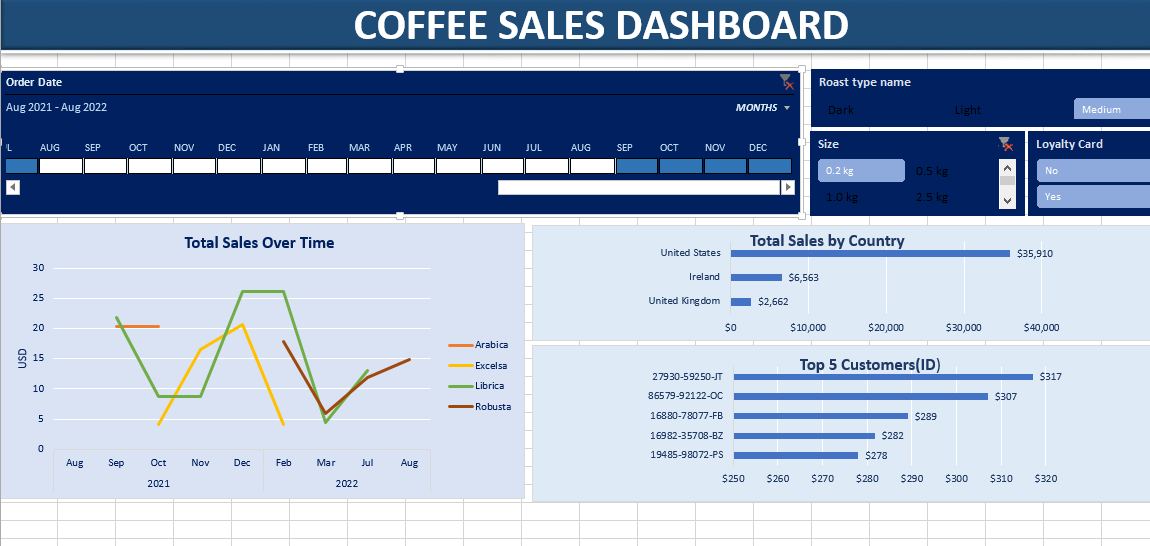 COFFEE SALES DASHBOARD
Order Date
Aug 2021 - Aug 2022
MONTHS
AUG SEP OCT NOV DEC JAN FEB MAR APR MAY JUN JUL AUG SEP OCT NOV DEC
Roast type name
Dark Light Medium
Size
0.2 kg 0.5 kg
1.0 kg 2.5 kg
Loyalty Card
No
Yes
Total Sales Over Time
USD
30
25
20
15
10
5
0
Aug Sep Oct Nov Dec Feb Mar Jul Aug
2021 2022
Arabica
Excelsa
Librica
Robusta
Total Sales by Country
United States $35,910
Ireland $6,563
United Kingdom $2,662
$0 $10,000 $20,000 $30,000 $40,000
Top 5 Customers(ID)
27930-59250-JT $317
86579-92122-OC $307
16880-78077-FB $289
16982-35708-BZ $282
19485-98072-PS $278
$250 $260 $270 $280 $290 $300 $310 $320